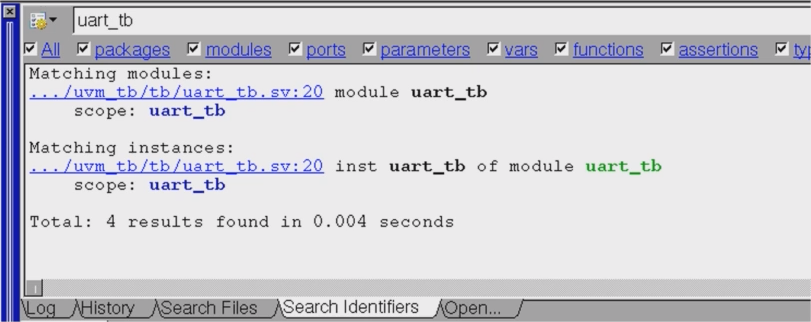 uart_tb
All packages modules ports parameters vars functions assertions ty
Matching modules:
.../uvm_tb/tb/uart_tb.sv:20 module uart_tb
scope: uart_tb
Matching instances:
.../uvm_tb/tb/uart_tb.sv:20 inst uart_tb of module uart_tb
scope: uart_tb
Total: 4 results found in 0.004 seconds
Log History Search Files Search Identifiers Open...